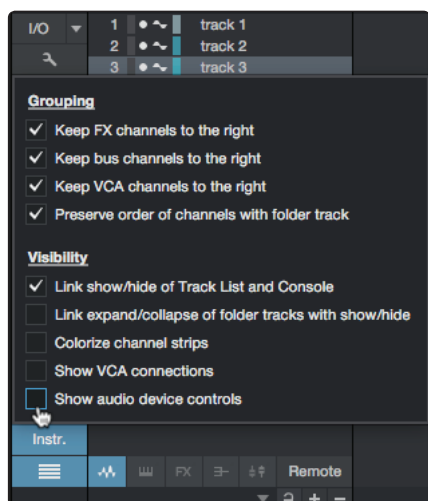 I/O 1 track 1
2 track 2
3 track 3
Grouping
Keep FX channels to the right
Keep bus channels to the right
Keep VCA channels to the right
Preserve order of channels with folder track
Visibility
Link show/hide of Track List and Console
Link expand/collapse of folder tracks with show/hide
Colorize channel strips
Show VCA connections
Show audio device controls
Instr.
FX Remote